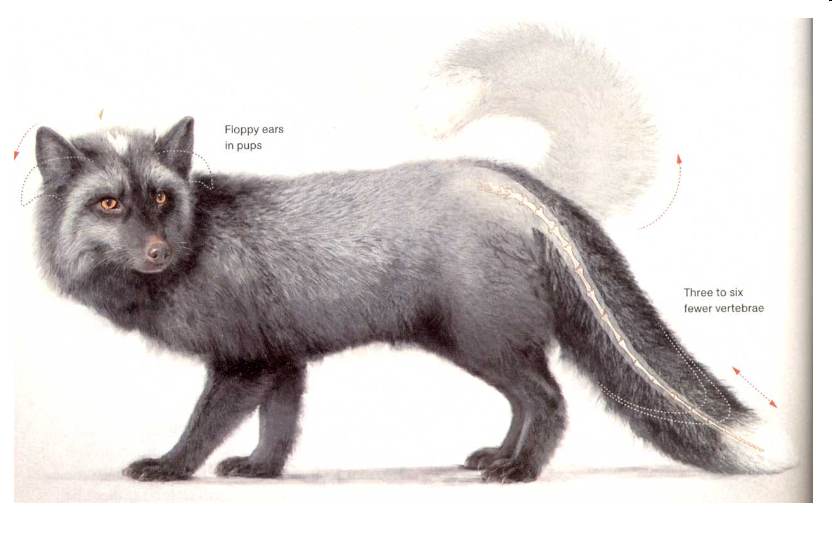 Floppy ears
in pups
Three to six
fewer vertebrae